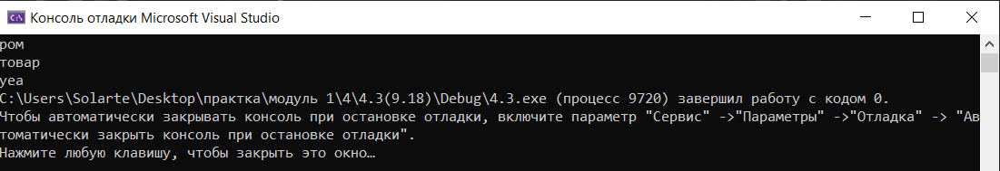 Консоль отладки Microsoft Visual Studio
ром
товар
yea
C:\Users\Solarte\Desktop\практка\модуль 1\4\4.3(9.18)\Debug\4.3.exe (процесс 9720) завершил работу с кодом 0.
Чтобы автоматически закрывать консоль при остановке отладки, включите параметр "Сервис" ->"Параметры" ->"Отладка" -> "Ав
томатически закрыть консоль при остановке отладки".
Нажмите любую клавишу, чтобы закрыть это окно…